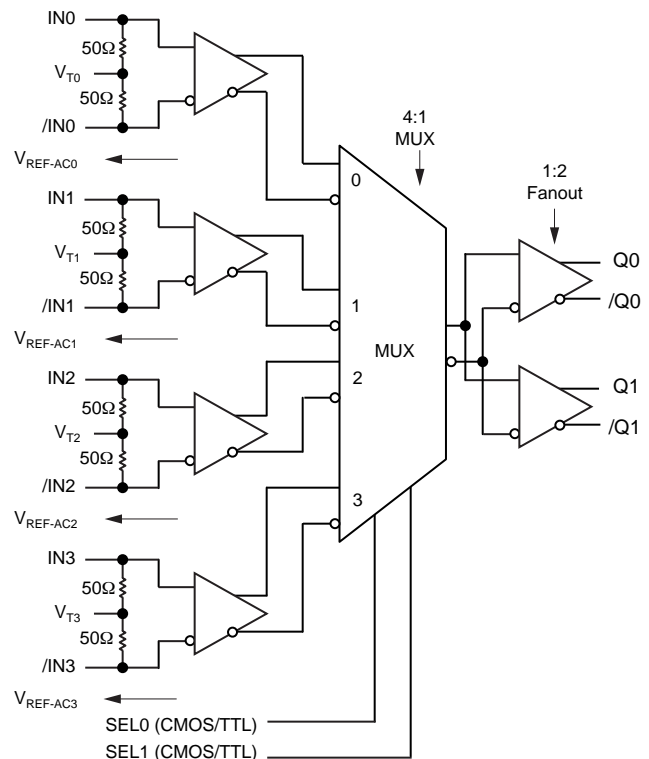 IN0
50Ω
VT0
50Ω
/IN0
VREF-AC0
IN1
50Ω
VT1
50Ω
/IN1
VREF-AC1
IN2
50Ω
VT2
50Ω
/IN2
VREF-AC2
IN3
50Ω
VT3
50Ω
/IN3
VREF-AC3
SEL0 (CMOS/TTL)
SEL1 (CMOS/TTL)
4:1
MUX
0
1
MUX
2
3
1:2
Fanout
Q0
/Q0
Q1
/Q1